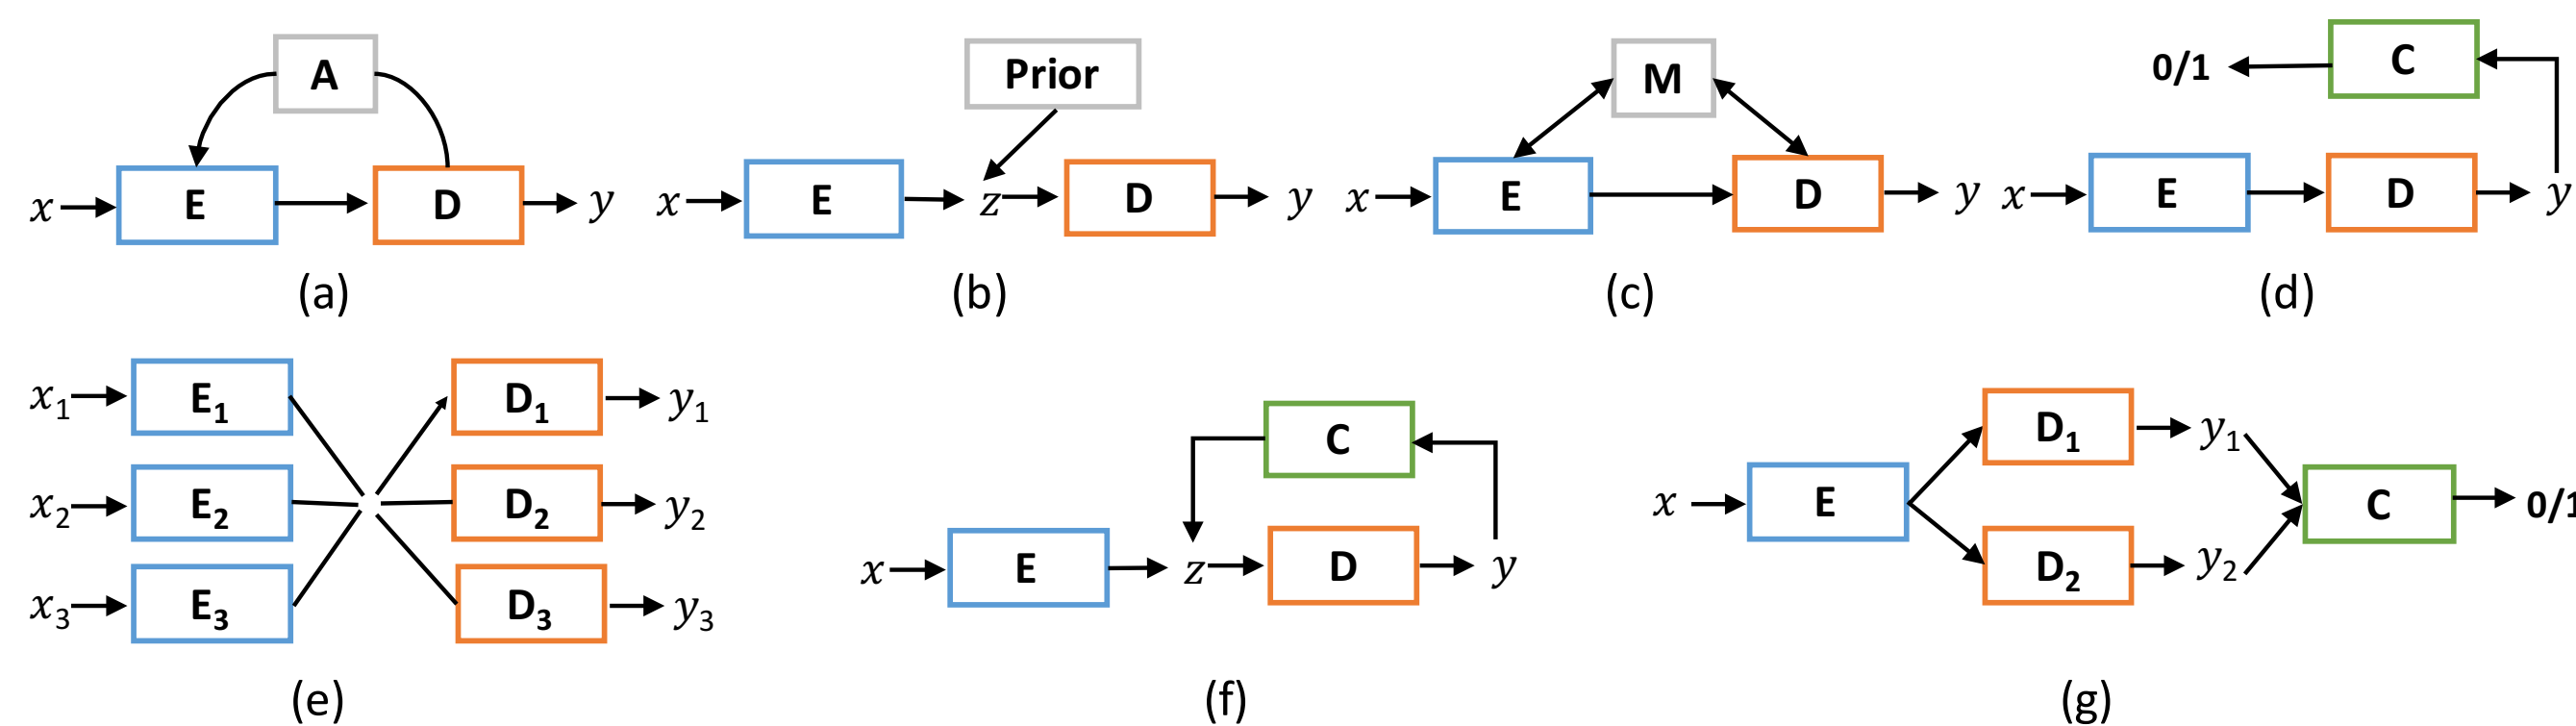 A
x E D y
(a)
Prior
x E z D y
(b)
M
x E D y
(c)
0/1 C
x E D y
(d)
x1 E1 D1 y1
x2 E2 D2 y2
x3 E3 D3 y3
(e)
C
x E z D y
(f)
D1 y1
x E C 0/1
D2 y2
(g)